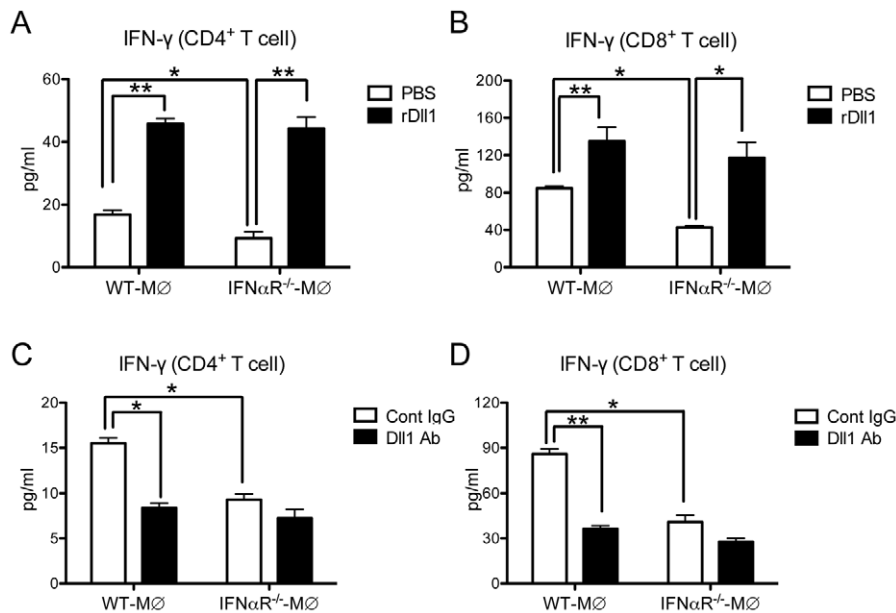 A
IFN-γ (CD4+ T cell)
60
40
20
0
pg/ml
*
**
**
PBS
rDll1
WT-MØ
IFNαR-/--MØ
B
IFN-γ (CD8+ T cell)
200
160
120
80
40
0
pg/ml
*
**
*
PBS
rDll1
WT-MØ
IFNαR-/--MØ
C
IFN-γ (CD4+ T cell)
20
15
10
5
0
pg/ml
*
*
Cont IgG
Dll1 Ab
WT-MØ
IFNαR-/--MØ
D
IFN-γ (CD8+ T cell)
120
90
60
30
0
pg/ml
*
**
Cont IgG
Dll1 Ab
WT-MØ
IFNαR-/--MØ